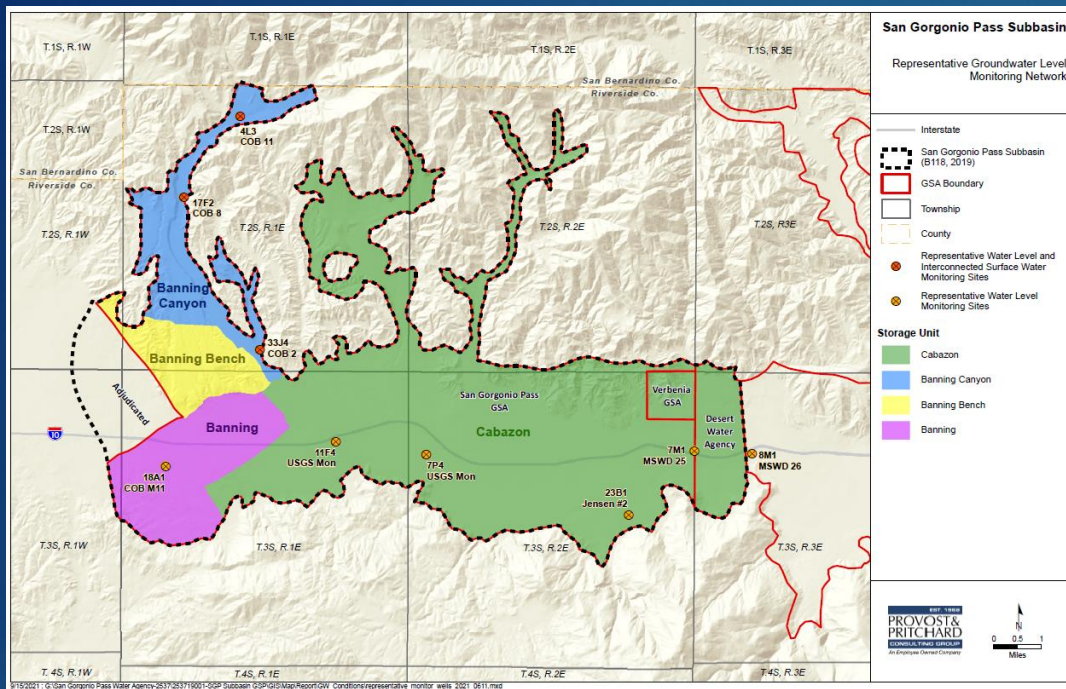 San Gorgonio Pass Subbasin
Representative Groundwater Level
Monitoring Network
Interstate
San Gorgonio Pass Subbasin
(B118, 2019)
GSA Boundary
Township
County
Representative Water Level and
Interconnected Surface Water
Monitoring Sites
Representative Water Level
Monitoring Sites
Storage Unit
Cabazon
Banning Canyon
Banning Bench
Banning
EST. 1968
PROVOST&
PRITCHARD
CONSULTING GROUP
An Employee Owned Company
N
0 0.5 1
Miles
T.1S, R.1W
T.1S, R.1E
T.1S, R.2E
T.1S, R.3E
San Bernardino Co.
Riverside Co.
T.2S, R.1W
4L3
COB 11
San Bernardino Co.
Riverside Co.
17F2
COB 8
T.2S, R.1W
T.2S, R.1E
T.2S, R.2E
T.2S, R3E
Banning
Canyon
33J4
COB 2
Banning Bench
Adjudicated
San Gorgonio Pass
GSA
Verbenia
GSA
Desert
Water
Agency
Banning
Cabazon
10
11F4
USGS Mon
7P4
USGS Mon
7M1
MSWD 25
8M1
MSWD 26
18A1
COB M11
23B1
Jensen #2
T.3S, R.1W
T.3S, R.1E
T.3S, R.2E
T.3S, R.3E
T. 4S, R.1W
T.4S, R.1E
T.4S, R.2E
T.4S, R.3E